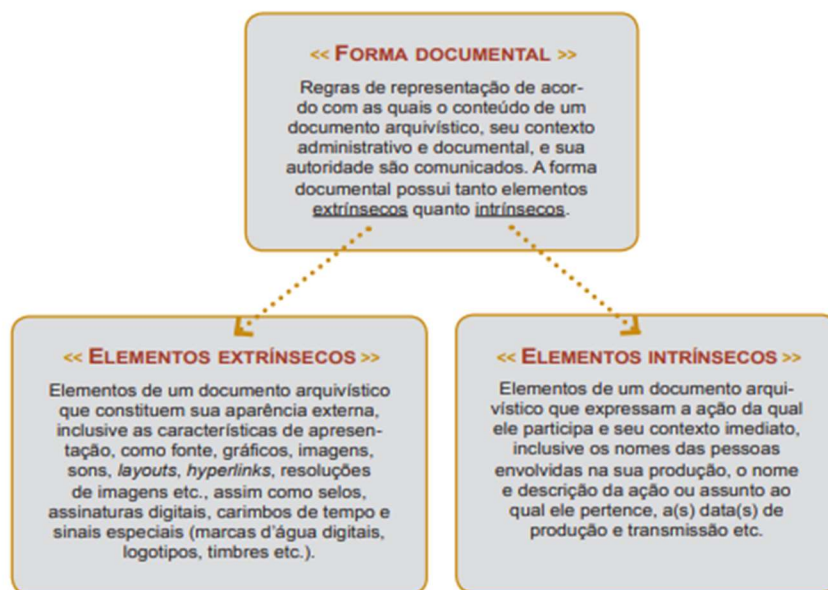 << FORMA DOCUMENTAL >>
Regras de representação de acor-
do com as quais o conteúdo de um
documento arquivístico, seu contexto
administrativo e documental, e sua
autoridade são comunicados. A forma
documental possui tanto elementos
extrínsecos quanto intrínsecos.
<< ELEMENTOS EXTRÍNSECOS >>
Elementos de um documento arquivístico
que constituem sua aparência externa,
inclusive as características de apresen-
tação, como fonte, gráficos, imagens,
sons, layouts, hyperlinks, resoluções
de imagens etc., assim como selos,
assinaturas digitais, carimbos de tempo e
sinais especiais (marcas d'água digitais,
logotipos, timbres etc.).
<< ELEMENTOS INTRÍNSECOS >>
Elementos de um documento arqui-
vístico que expressam a ação da qual
ele participa e seu contexto imediato,
inclusive os nomes das pessoas
envolvidas na sua produção, o nome
e descrição da ação ou assunto ao
qual ele pertence, a(s) data(s) de
produção e transmissão etc.